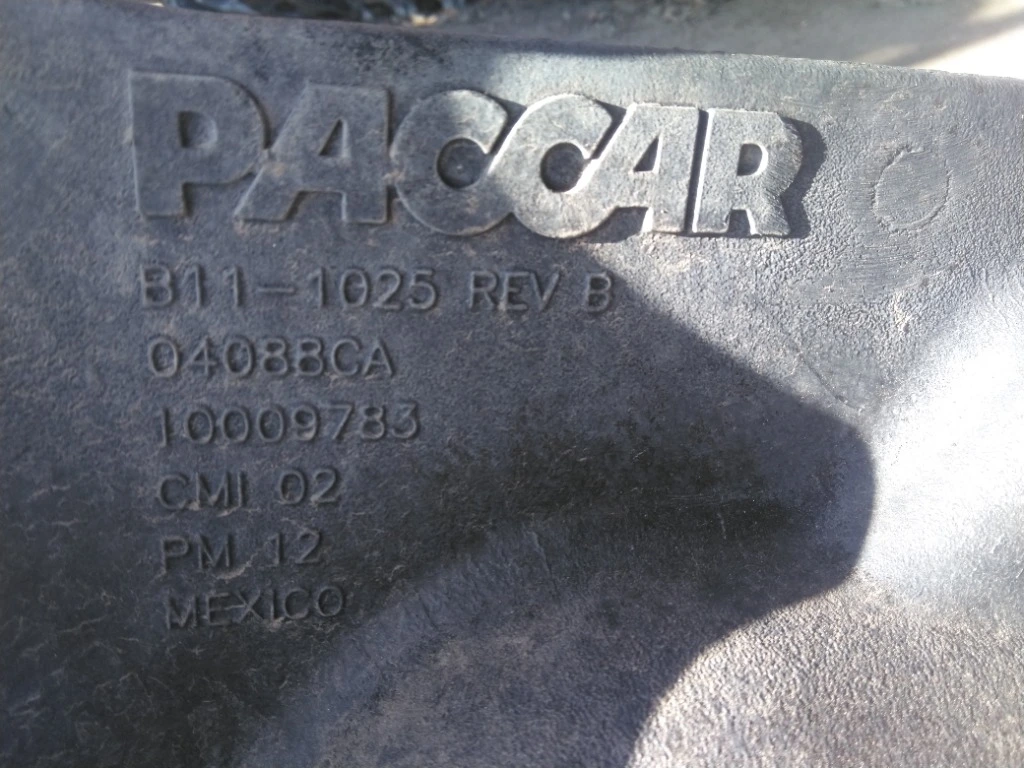 PACCAR
B11-1025 REV B
04088CA
10009783
CMI 02
PM 12
MEXICO